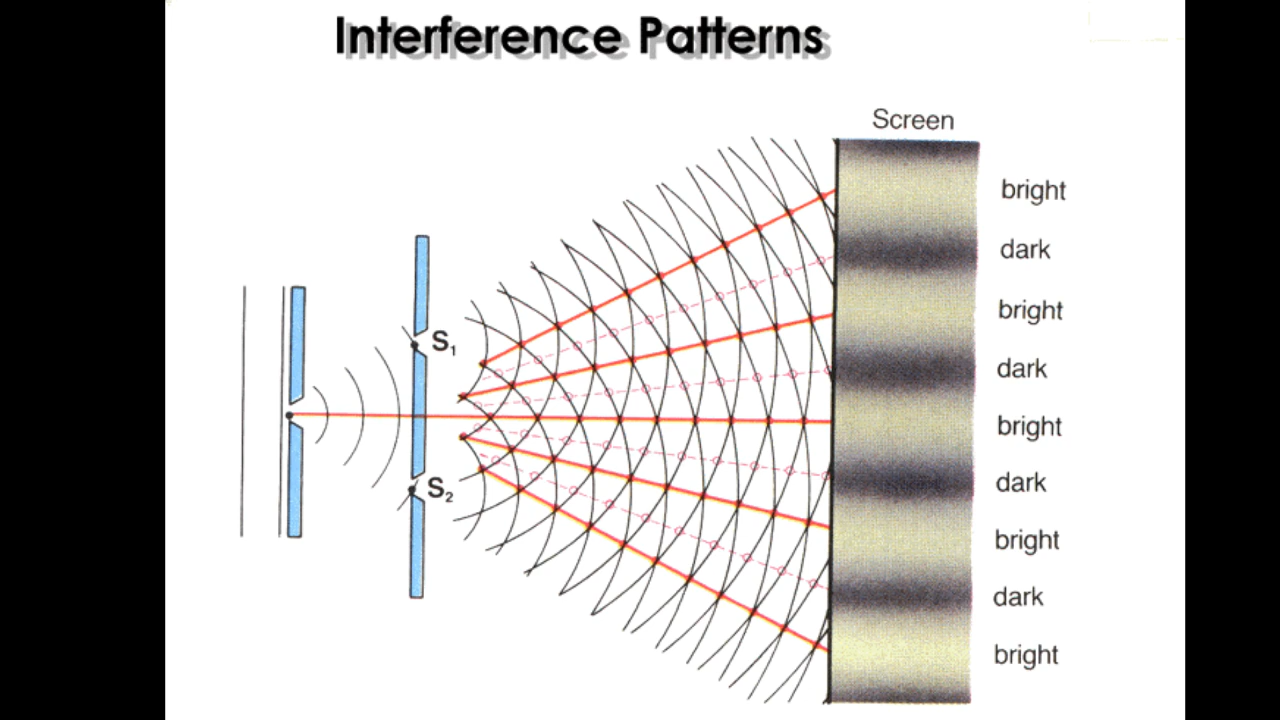 Interference Patterns
Screen
bright
dark
bright
S₁
dark
bright
S₂
dark
bright
dark
bright